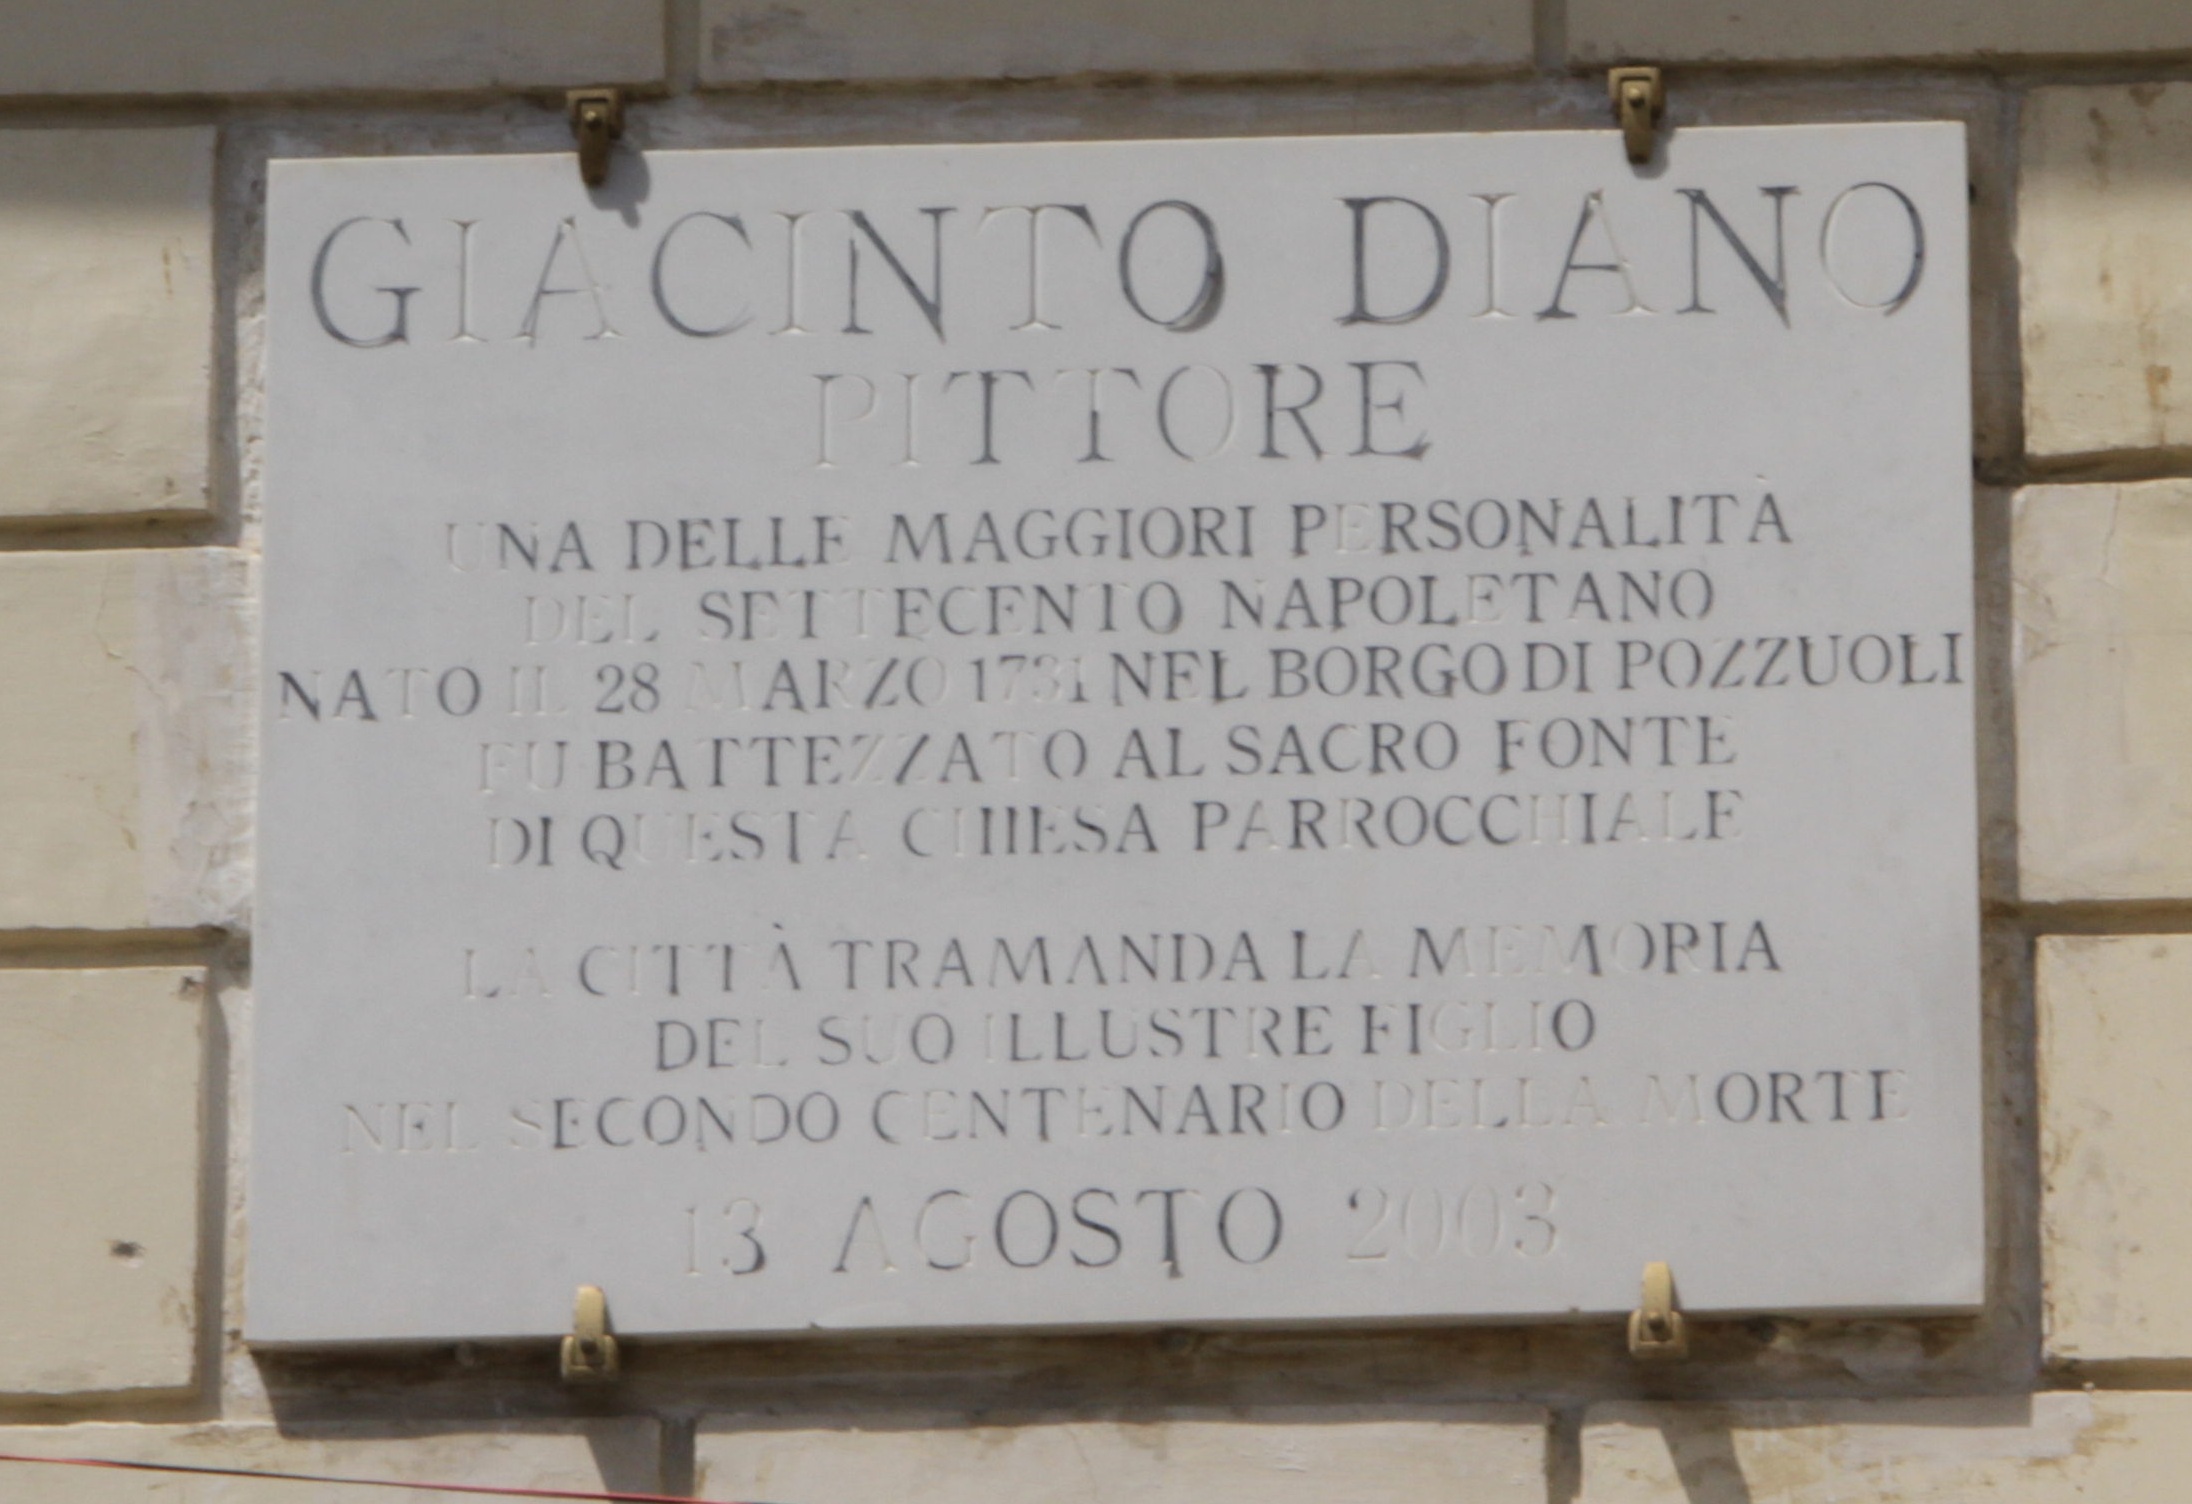 GIACINTO DIANO
PITTORE
UNA DELLE MAGGIORI PERSONALITÀ
DEL SETTECENTO NAPOLETANO
NATO IL 28 MARZO 1731 NEL BORGO DI POZZUOLI
FU BATTEZZATO AL SACRO FONTE
DI QUESTA CHIESA PARROCCHIALE
LA CITTÀ TRAMANDA LA MEMORIA
DEL SUO ILLUSTRE FIGLIO
NEL SECONDO CENTENARIO DELLA MORTE
13 AGOSTO 2003